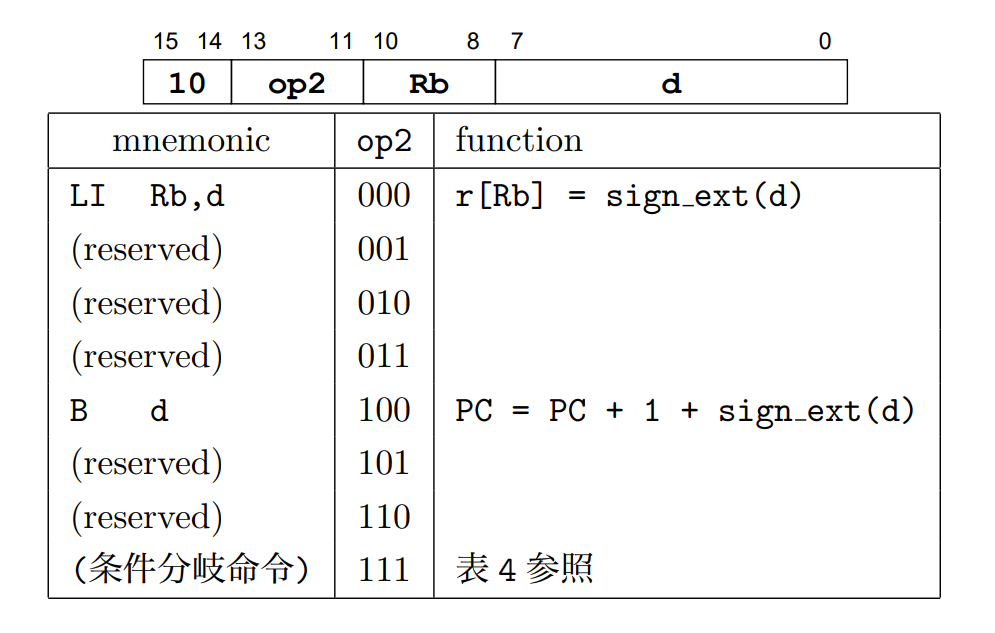 15 14 13 11 10 8 7 0
10 op2 Rb d
mnemonic op2 function
LI Rb,d 000 r[Rb] = sign_ext(d)
(reserved) 001
(reserved) 010
(reserved) 011
B d 100 PC = PC + 1 + sign_ext(d)
(reserved) 101
(reserved) 110
(条件分岐命令) 111 表 4 参照